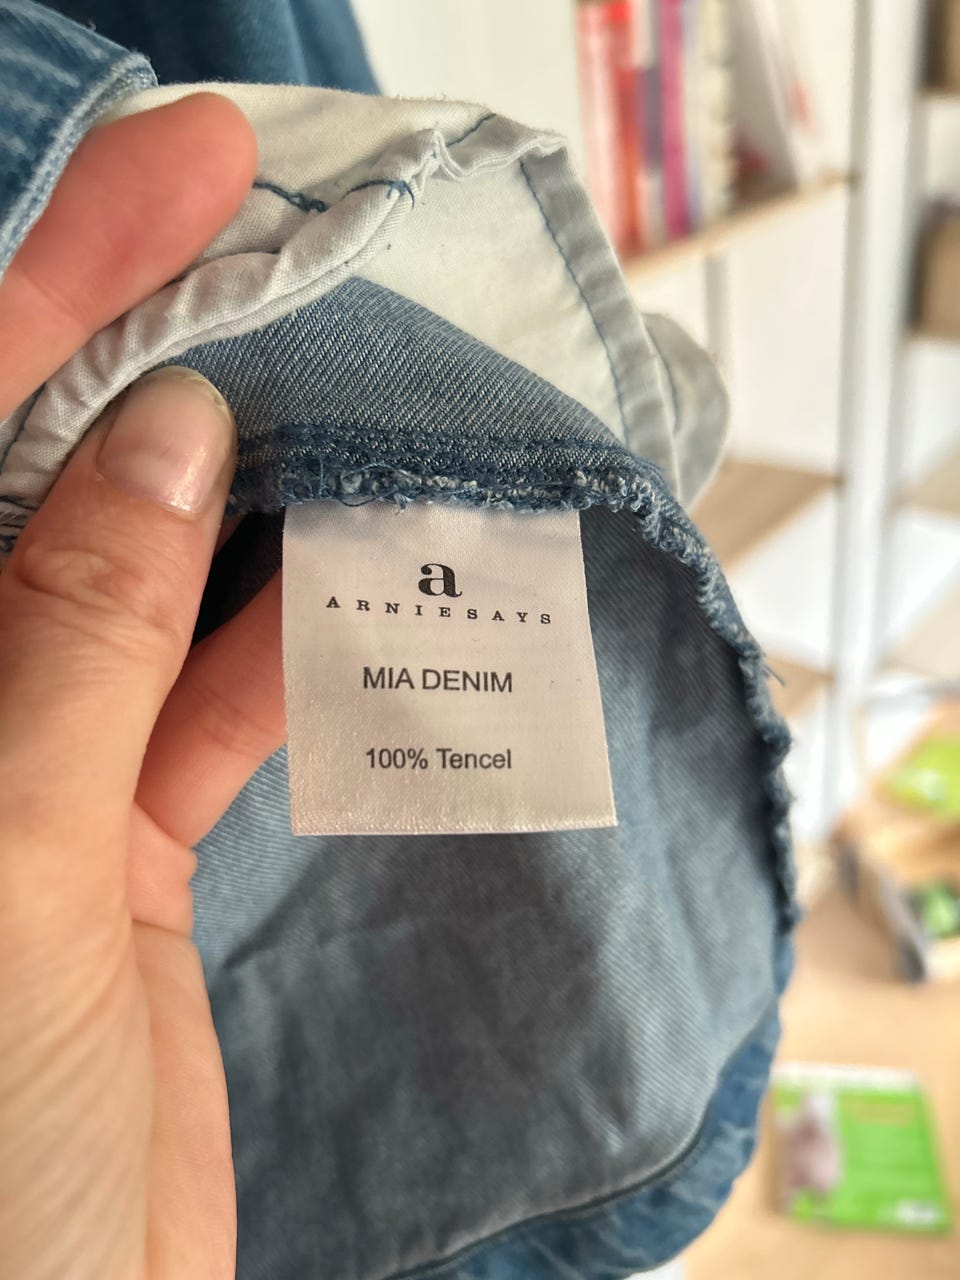 a
ARNIESAYS
MIA DENIM
100% Tencel